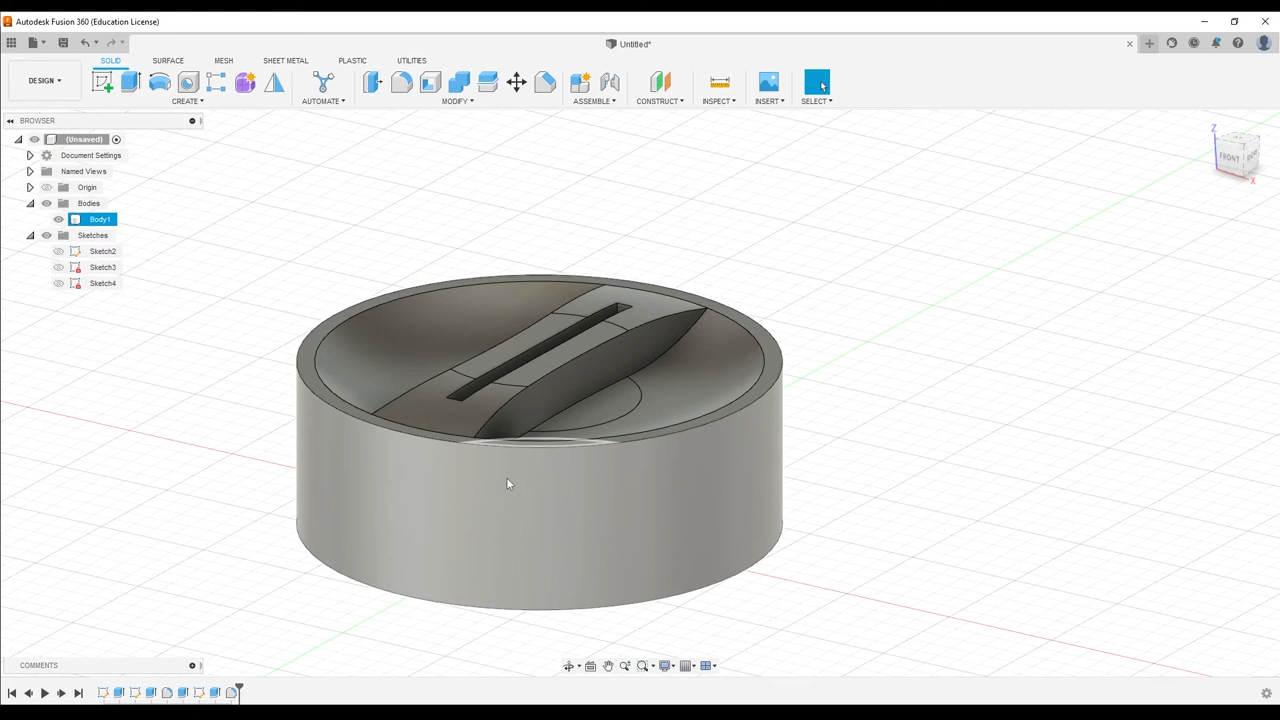 Autodesk Fusion 360 (Education License)
Untitled*
SOLID SURFACE MESH SHEET METAL PLASTIC UTILITIES
DESIGN
CREATE AUTOMATE MODIFY ASSEMBLE CONSTRUCT INSPECT INSERT SELECT
BROWSER
(Unsaved)
Document Settings
Named Views
Origin
Bodies
Body1
Sketches
Sketch2
Sketch3
Sketch4
Z
FRONT
X
COMMENTS